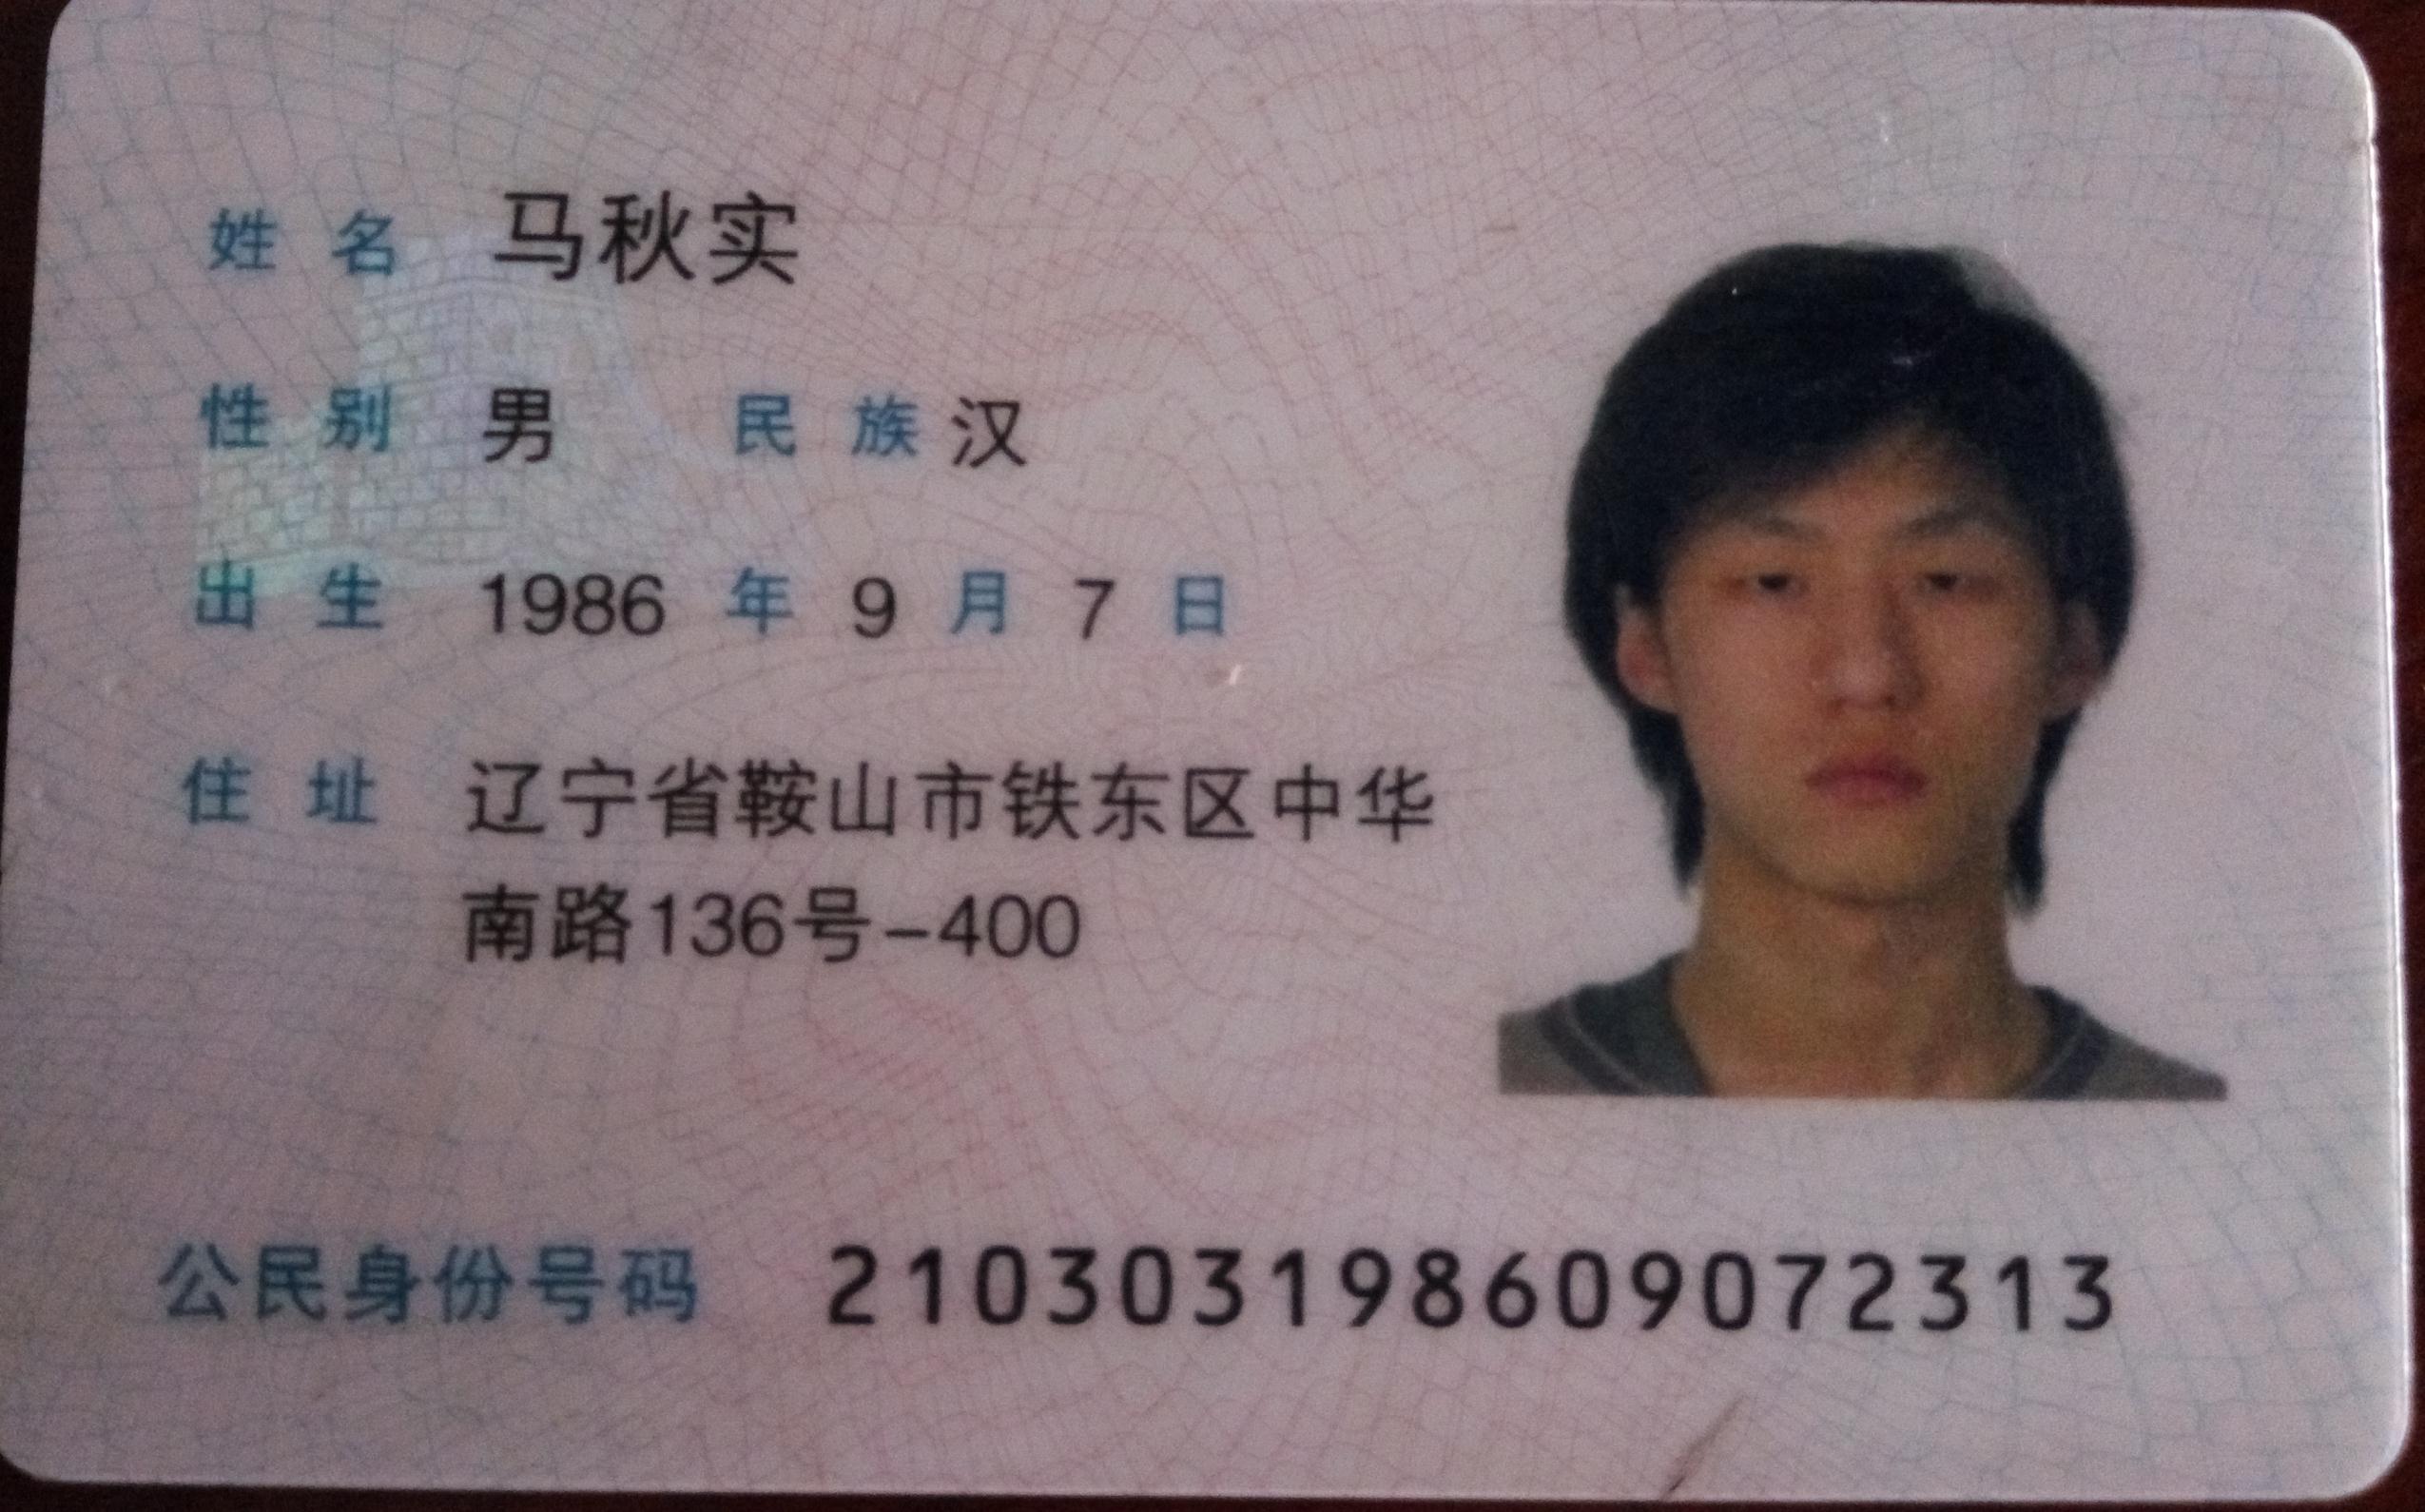 姓名 马秋实
性别 男 民族 汉
出生 1986 年 9 月 7 日
住址 辽宁省鞍山市铁东区中华
南路136号-400
公民身份号码 210303198609072313